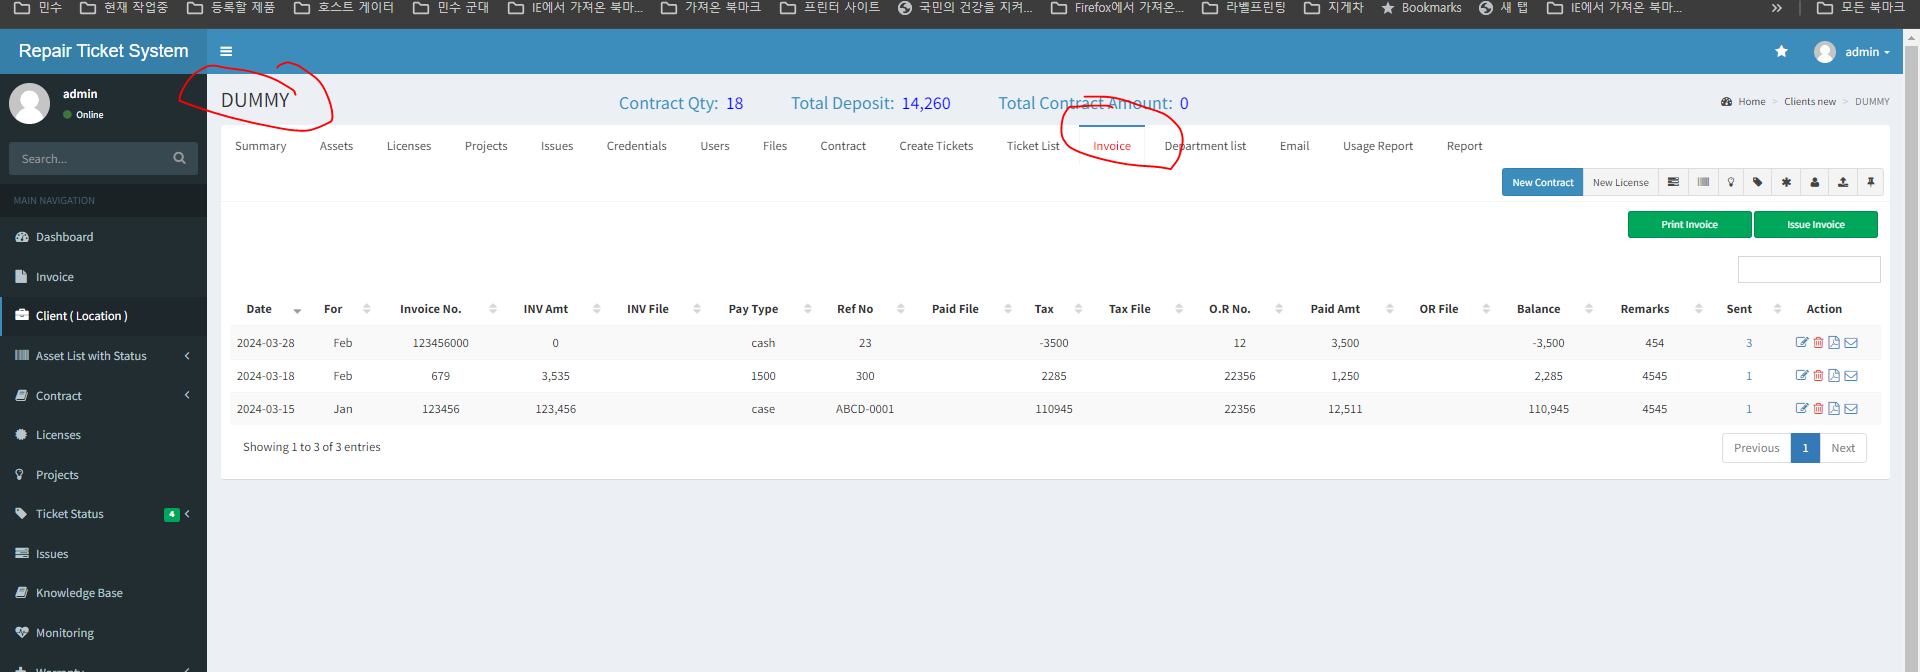 민수 현재 작업중 등록할 제품 호스트 게이터 민수 군대 IE에서 가져온 북마... 가져온 북마크 프린터 사이트 국민의 건강을 지켜... Firefox에서 가져온... 라벨프린팅 지게차 Bookmarks 새 탭 IE에서 가져온 북마... » 모든 북마크
Repair Ticket System admin
admin
Online
DUMMY Contract Qty: 18 Total Deposit: 14,260 Total Contract Amount: 0 Home > Clients new > DUMMY
Search...
Summary Assets Licenses Projects Issues Credentials Users Files Contract Create Tickets Ticket List Invoice Department list Email Usage Report Report
New Contract New License
Print Invoice Issue Invoice
MAIN NAVIGATION
Dashboard
Invoice
Client ( Location )
Asset List with Status
Contract
Licenses
Projects
Ticket Status 4
Issues
Knowledge Base
Monitoring
Warranty
Date For Invoice No. INV Amt INV File Pay Type Ref No Paid File Tax Tax File O.R No. Paid Amt OR File Balance Remarks Sent Action
2024-03-28 Feb 123456000 0 cash 23 -3500 12 3,500 -3,500 454 3
2024-03-18 Feb 679 3,535 1500 300 2285 22356 1,250 2,285 4545 1
2024-03-15 Jan 123456 123,456 case ABCD-0001 110945 22356 12,511 110,945 4545 1
Showing 1 to 3 of 3 entries Previous 1 Next